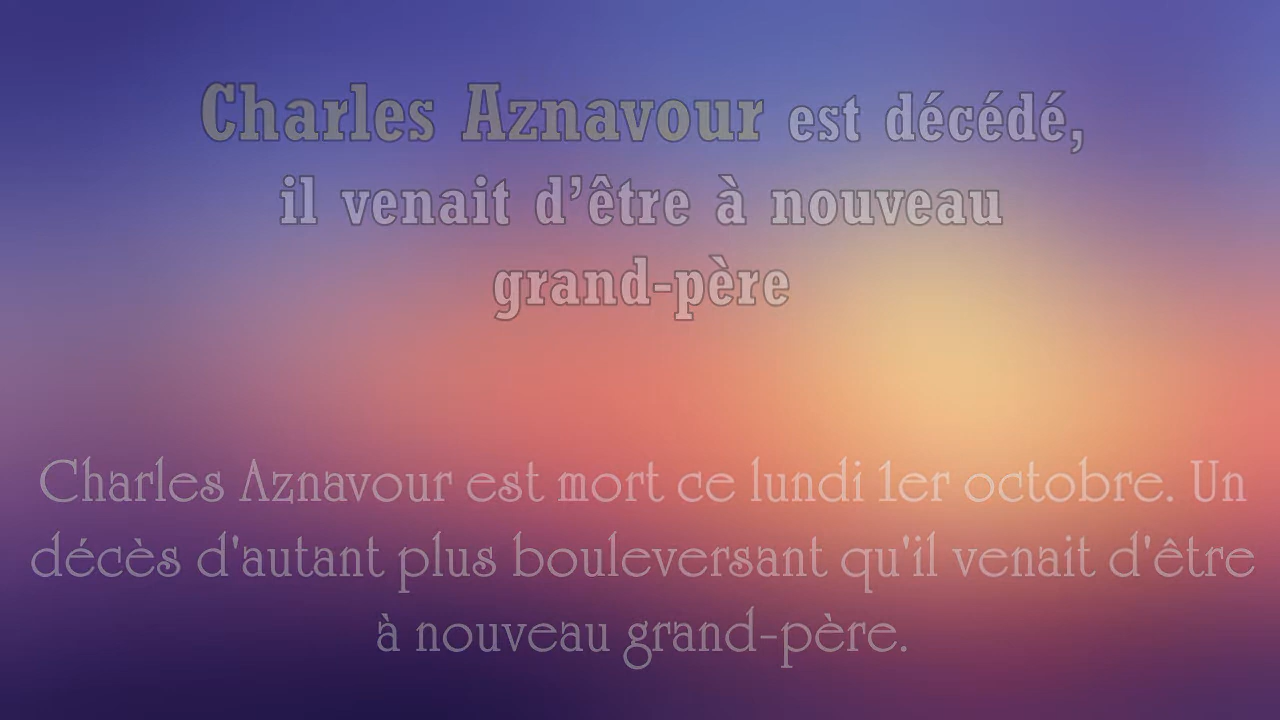 Charles Aznavour est décédé,
il venait d’être à nouveau
grand-père
Charles Aznavour est mort ce lundi 1er octobre. Un
décès d'autant plus bouleversant qu'il venait d'être
à nouveau grand-père.